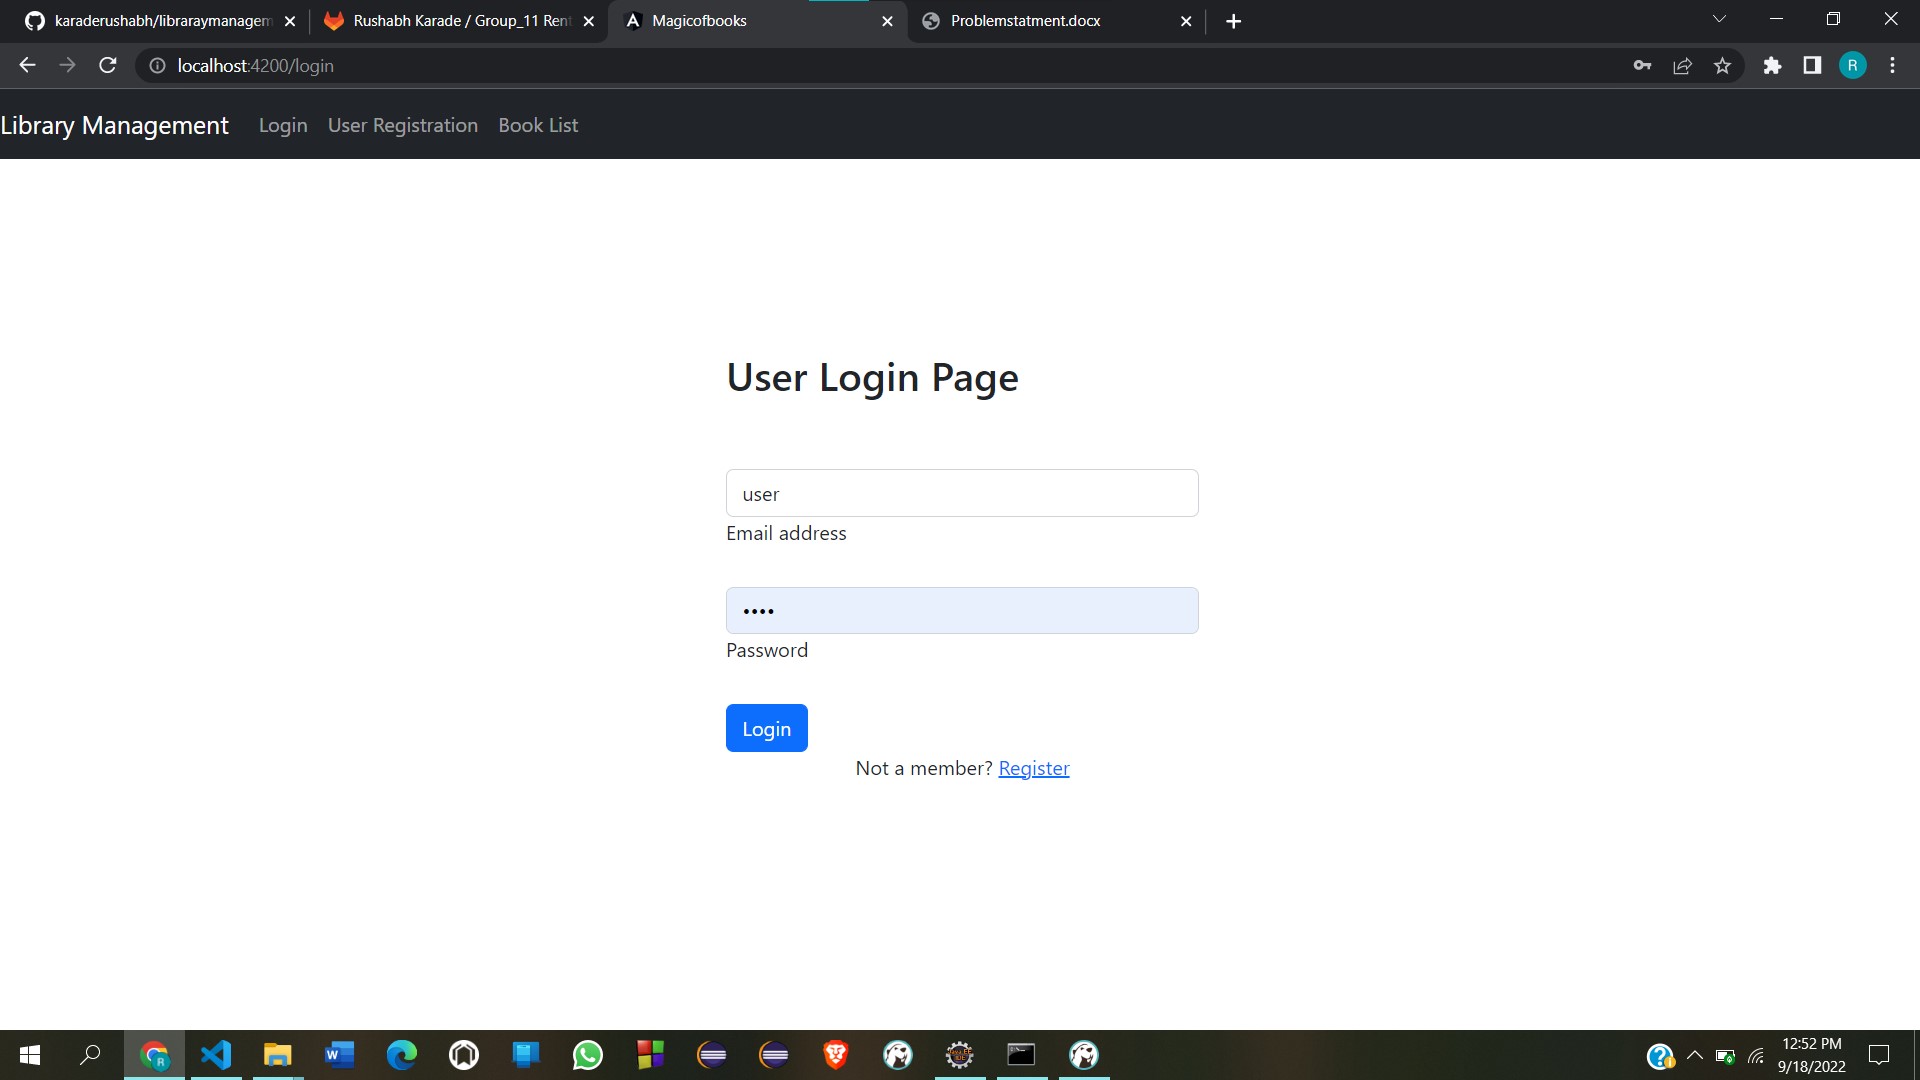 karaderushabh/libraraymanagem
Rushabh Karade / Group_11 Rent
Magicofbooks
Problemstatment.docx
localhost:4200/login
R
Library Management
Login
User Registration
Book List
User Login Page
user
Email address
••••
Password
Login
Not a member? Register
12:52 PM
9/18/2022